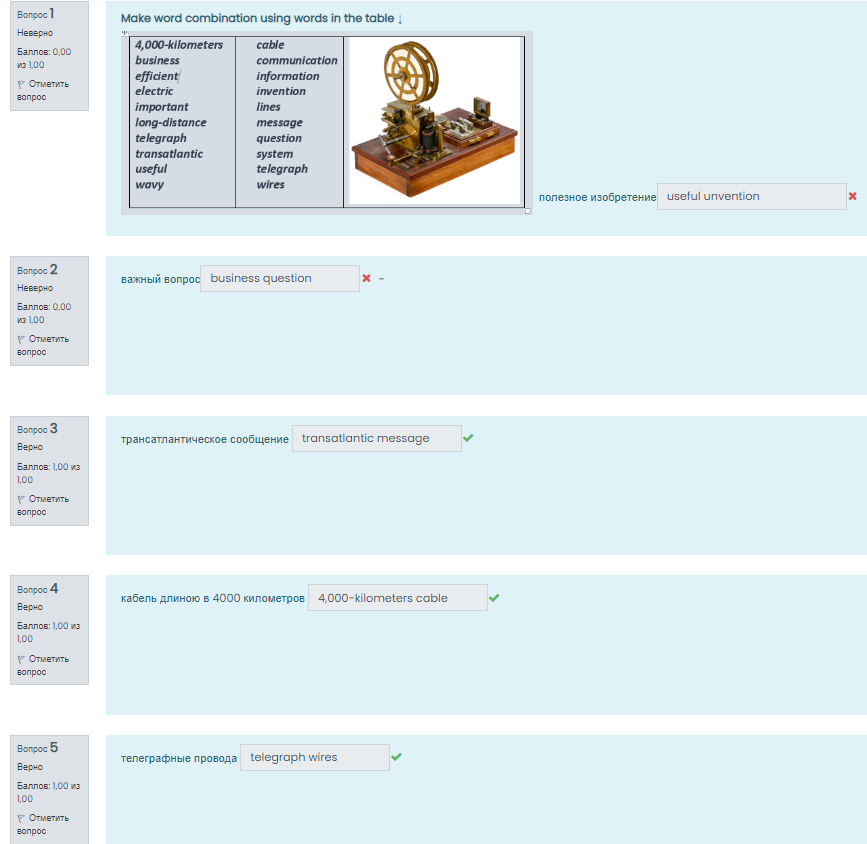 Вопрос 1
Неверно
Баллов: 0,00
из 1,00
Отметить
вопрос
Make word combination using words in the table ↓
4,000-kilometers cable
business communication
efficient information
electric invention
important lines
long-distance message
telegraph question
transatlantic system
useful telegraph
wavy wires
полезное изобретение useful unvention
Вопрос 2
Неверно
Баллов: 0,00
из 1,00
Отметить
вопрос
важный вопрос business question –
Вопрос 3
Верно
Баллов: 1,00 из
1,00
Отметить
вопрос
трансатлантическое сообщение transatlantic message
Вопрос 4
Верно
Баллов: 1,00 из
1,00
Отметить
вопрос
кабель длиною в 4000 километров 4,000-kilometers cable
Вопрос 5
Верно
Баллов: 1,00 из
1,00
Отметить
вопрос
телеграфные провода telegraph wires